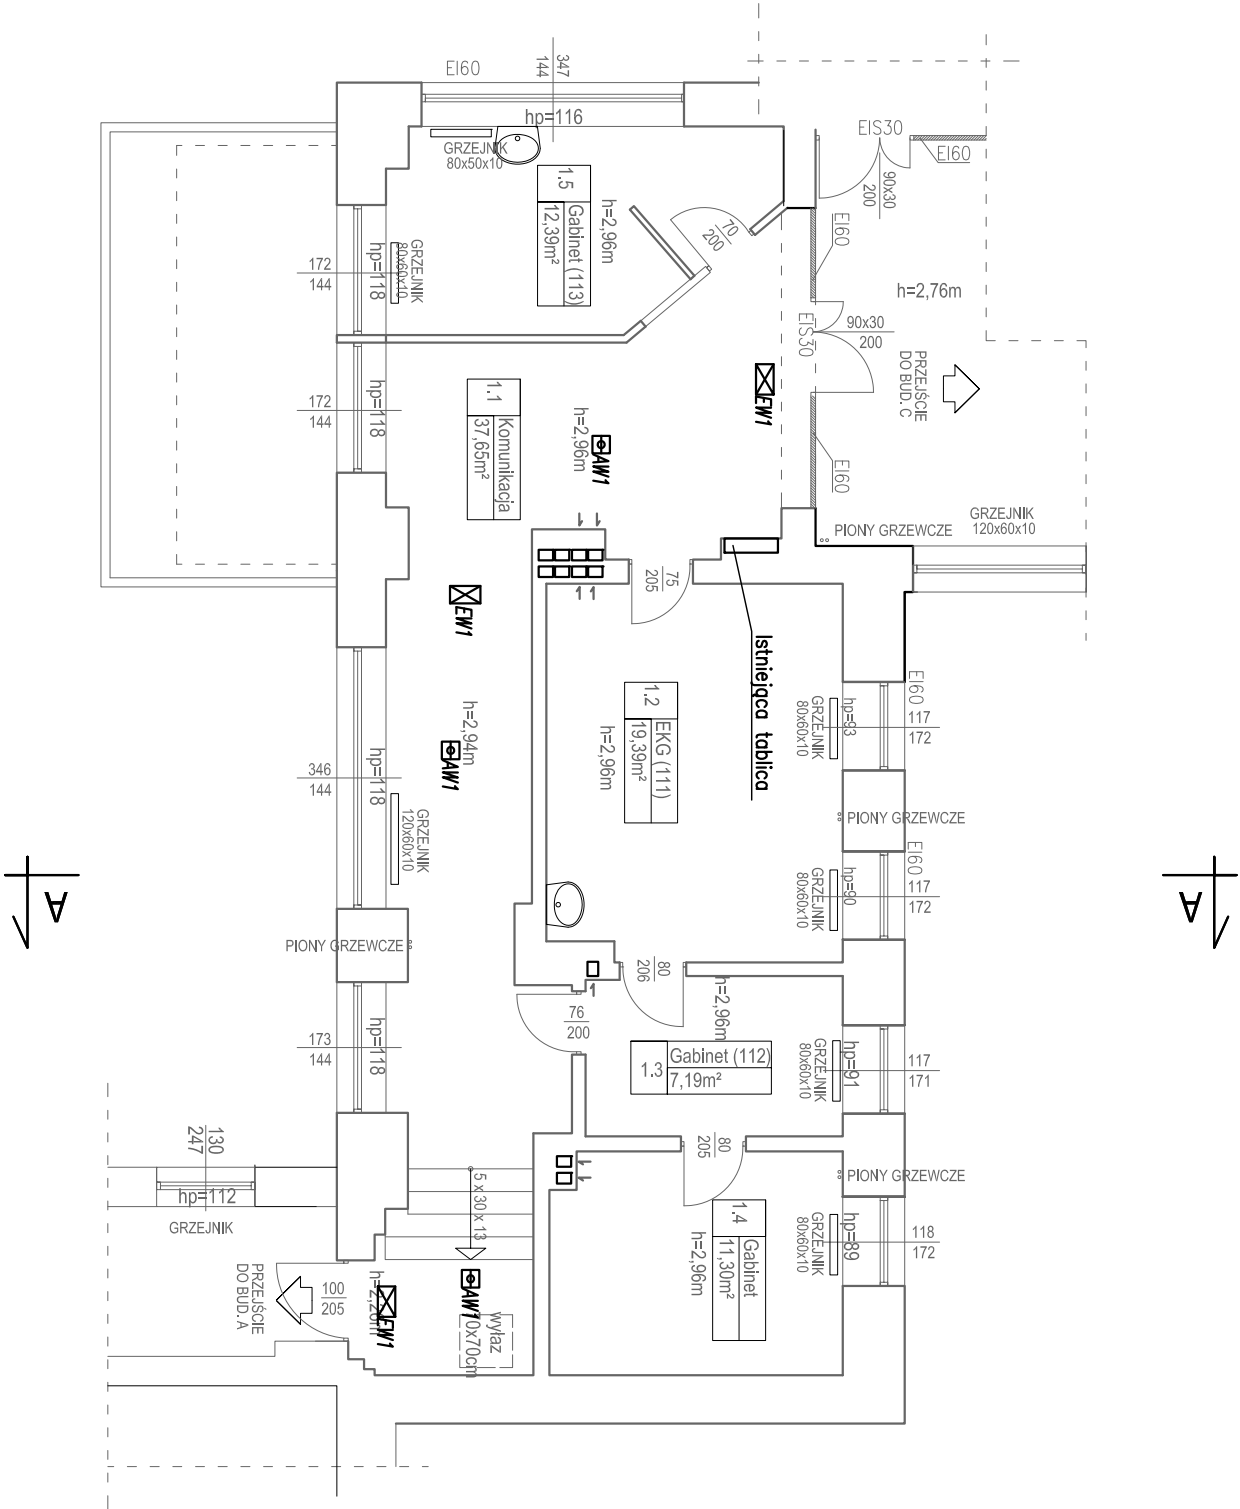 EI60
347
144
hp=116
GRZEJNIK
80x50x10
1.5
Gabinet (113)
12,39m²
h=2,96m
70
200
EIS30
EI60
90x30
200
EI60
h=2,76m
EIS30
90x30
200
PRZEJŚCIE
DO BUD. C
EI60
172
144
hp=118
GRZEJNIK
80x60x10
172
144
hp=118
1.1
Komunikacja
37,65m²
h=2,96m
AW1
EW1
PIONY GRZEWCZE
GRZEJNIK
120x60x10
75
205
Istniejąca tablica
EW1
1.2
EKG (111)
19,39m²
h=2,96m
h=2,94m
AW1
346
144
hp=118
GRZEJNIK
120x60x10
GRZEJNIK
80x60x10
hp=93
EI60
117
172
PIONY GRZEWCZE
GRZEJNIK
80x60x10
hp=90
EI60
117
172
A
A
PIONY GRZEWCZE
80
206
h=2,96m
76
200
173
144
hp=118
1.3
Gabinet (112)
7,19m²
GRZEJNIK
80x60x10
hp=91
117
171
80
205
PIONY GRZEWCZE
130
247
hp=112
GRZEJNIK
5 x 30 x 13
1.4
Gabinet
11,30m²
h=2,96m
GRZEJNIK
80x60x10
hp=89
118
172
PRZEJŚCIE
DO BUD. A
100
205
EW1
AW1
wyłaz
70x70cm